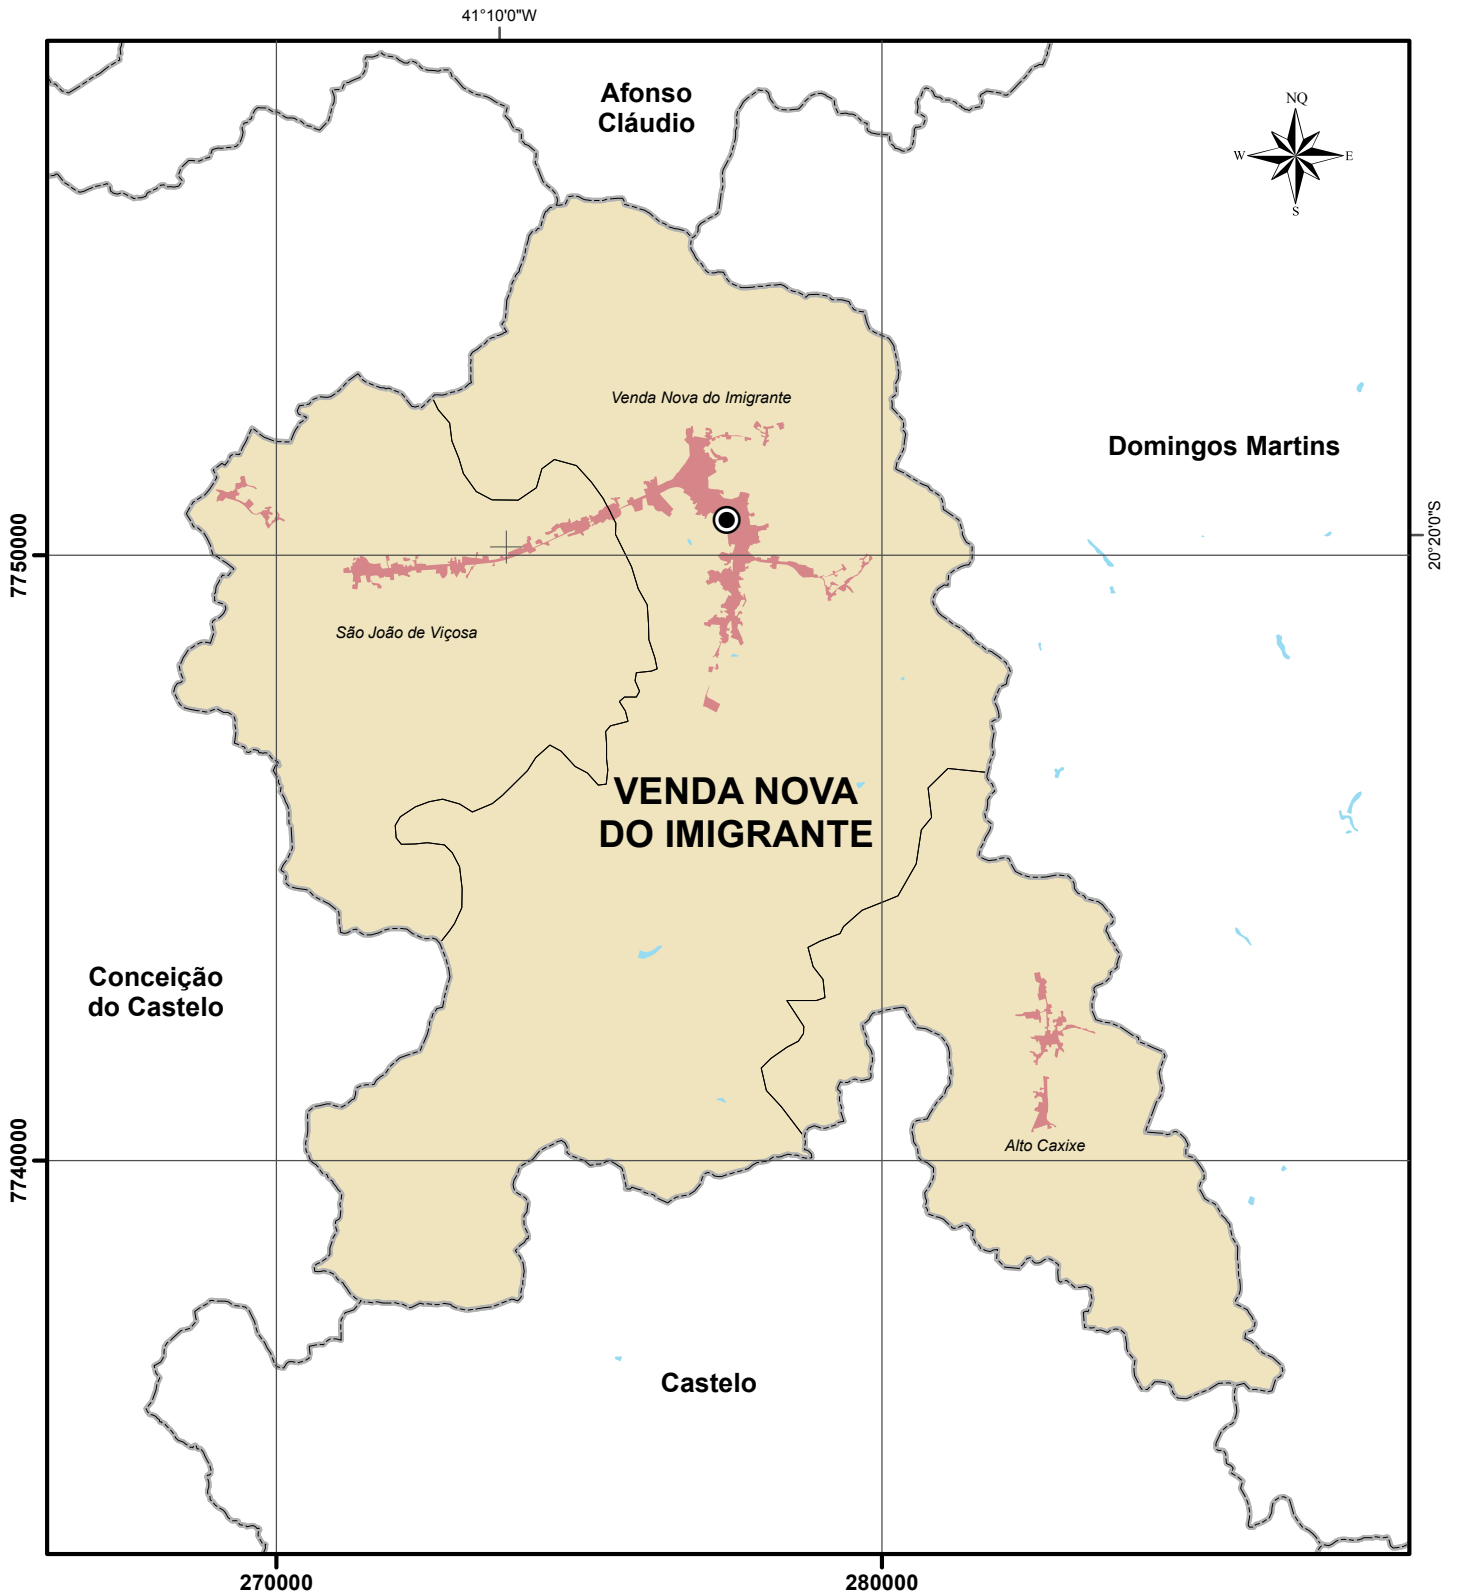 41°10'0"W
Afonso
Cláudio
NQ
W
E
S
Venda Nova do Imigrante
Domingos Martins
7750000
20°20'0"S
São João de Viçosa
VENDA NOVA
DO IMIGRANTE
Conceição
do Castelo
Alto Caxixe
7740000
Castelo
270000
280000